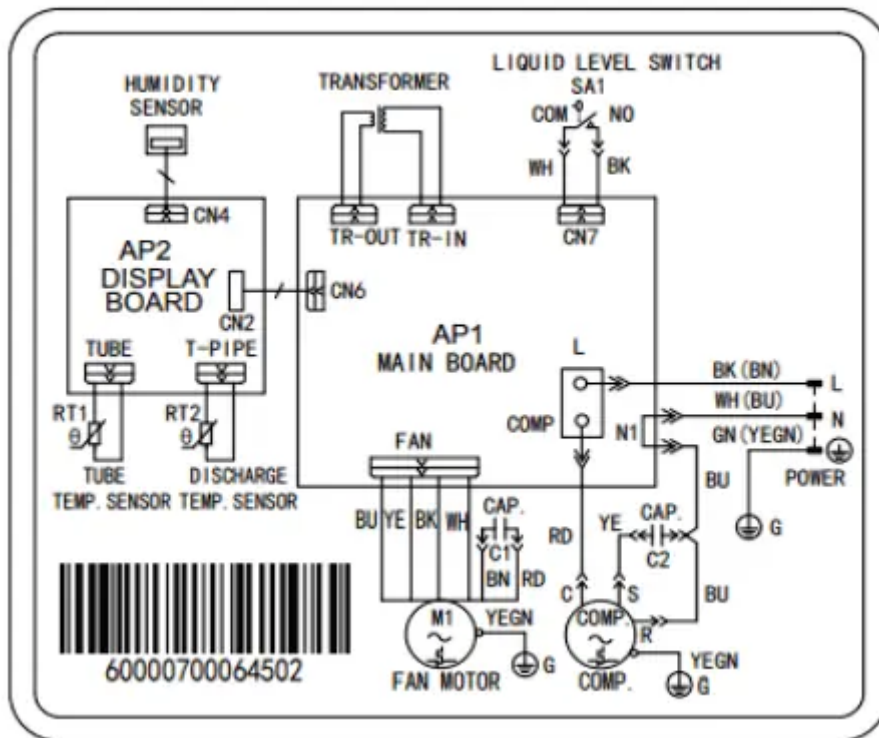 HUMIDITY
SENSOR
TRANSFORMER
LIQUID LEVEL SWITCH
SA1
COM NO
WH BK
CN4
TR-OUT TR-IN
CN7
AP2
DISPLAY
BOARD
CN2
CN6
AP1
MAIN BOARD
TUBE T-PIPE
L
COMP
BK(BN) L
WH(BU) N
N1
GN(YEGN)
POWER
RT1 θ
RT2 θ
TUBE
TEMP. SENSOR
DISCHARGE
TEMP. SENSOR
FAN
BU YE BK WH
CAP.
C1
BN RD
RD
YE CAP.
C2
BU
G
C S
BU
M1
YEGN
G
FAN MOTOR
COMP.
R
YEGN
G
COMP.
60000700064502